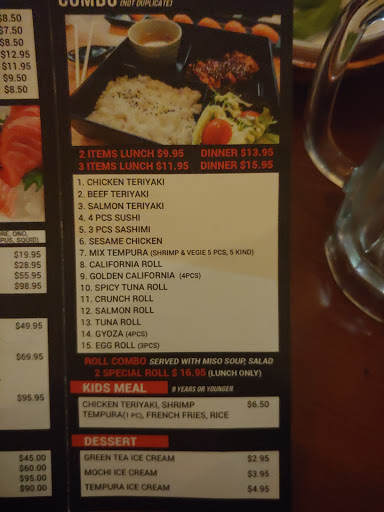 COMBO (NOT DUPLICATE)
$8.50
$7.50
$8.50
$12.95
$11.95
$9.50
$8.50
2 ITEMS LUNCH $9.95 DINNER $13.95
3 ITEMS LUNCH $11.95 DINNER $15.95
1. CHICKEN TERIYAKI
2. BEEF TERIYAKI
3. SALMON TERIYAKI
4. 4 PCS SUSHI
5. 3 PCS SASHIMI
6. SESAME CHICKEN
7. MIX TEMPURA (SHRIMP & VEGIE 5 PCS, 5 KIND)
8. CALIFORNIA ROLL
9. GOLDEN CALIFORNIA (4PCS)
10. SPICY TUNA ROLL
11. CRUNCH ROLL
12. SALMON ROLL
13. TUNA ROLL
14. GYOZA (4PCS)
15. EGG ROLL (3PCS)
ROLL COMBO SERVED WITH MISO SOUP, SALAD
2 SPECIAL ROLL $ 16.95 (LUNCH ONLY)
KIDS MEAL 8 YEARS OR YOUNGER
CHICKEN TERIYAKI, SHRIMP $6.50
TEMPURA(1 PC), FRENCH FRIES, RICE
DESSERT
GREEN TEA ICE CREAM $2.95
MOCHI ICE CREAM $3.95
TEMPURA ICE CREAM $4.95
RE, ONO,
PUS, SQUID)
$19.95
$28.95
$55.95
$98.95
$49.95
$69.95
$95.95
$45.00
$60.00
$95.00
$90.00